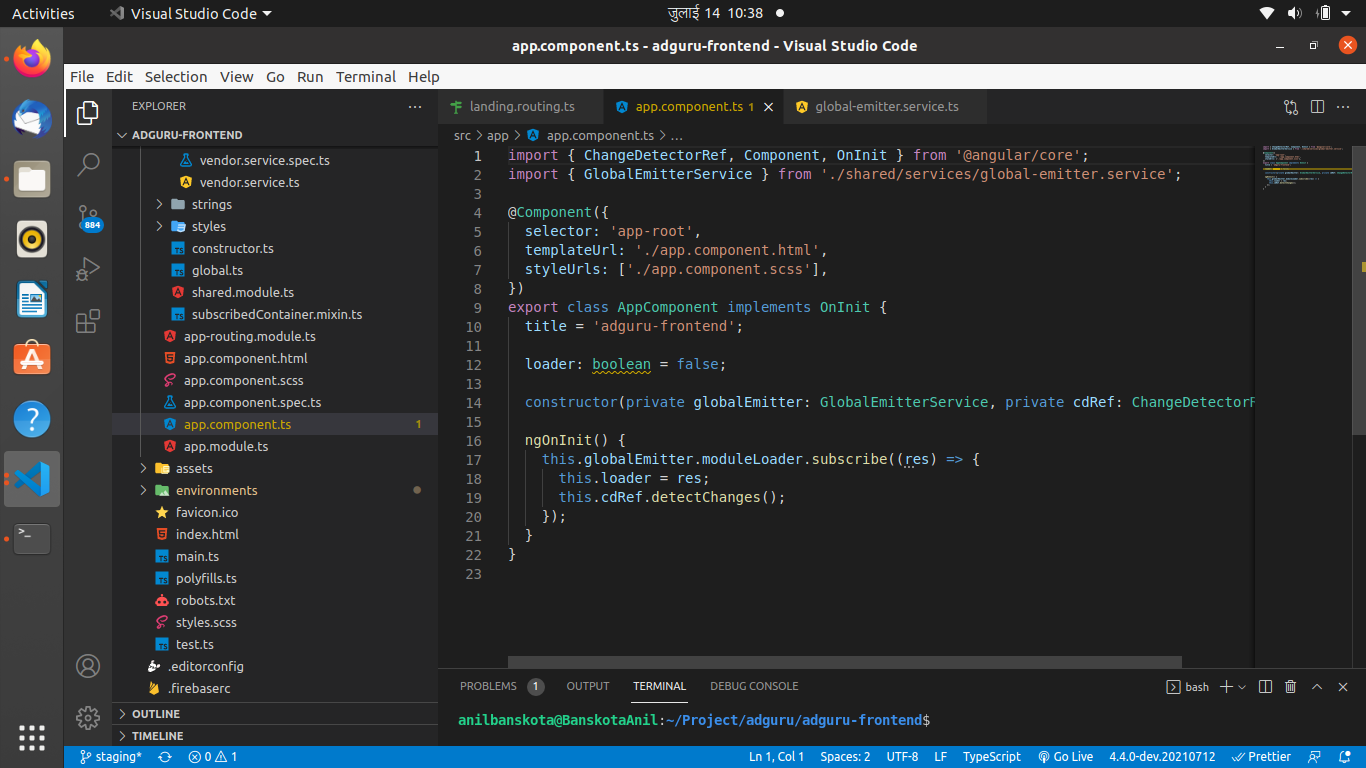 Activities
Visual Studio Code
जुलाई 14 10:38
app.component.ts - adguru-frontend - Visual Studio Code
File Edit Selection View Go Run Terminal Help
EXPLORER
ADGURU-FRONTEND
vendor.service.spec.ts
vendor.service.ts
strings
styles
constructor.ts
global.ts
shared.module.ts
subscribedContainer.mixin.ts
app-routing.module.ts
app.component.html
app.component.scss
app.component.spec.ts
app.component.ts 1
app.module.ts
assets
environments
favicon.ico
index.html
main.ts
polyfills.ts
robots.txt
styles.scss
test.ts
.editorconfig
.firebaserc
OUTLINE
TIMELINE
884
landing.routing.ts
app.component.ts 1
global-emitter.service.ts
src > app > app.component.ts > ...
1 import { ChangeDetectorRef, Component, OnInit } from '@angular/core';
2 import { GlobalEmitterService } from './shared/services/global-emitter.service';
3
4 @Component({
5 selector: 'app-root',
6 templateUrl: './app.component.html',
7 styleUrls: ['./app.component.scss'],
8 })
9 export class AppComponent implements OnInit {
10 title = 'adguru-frontend';
11
12 loader: boolean = false;
13
14 constructor(private globalEmitter: GlobalEmitterService, private cdRef: ChangeDetectorR
15
16 ngOnInit() {
17 this.globalEmitter.moduleLoader.subscribe((res) => {
18 this.loader = res;
19 this.cdRef.detectChanges();
20 });
21 }
22 }
23
PROBLEMS 1 OUTPUT TERMINAL DEBUG CONSOLE
bash
anilbanskota@BanskotaAnil:~/Project/adguru/adguru-frontend$
staging* 0 1 Ln 1, Col 1 Spaces: 2 UTF-8 LF TypeScript Go Live 4.4.0-dev.20210712 Prettier